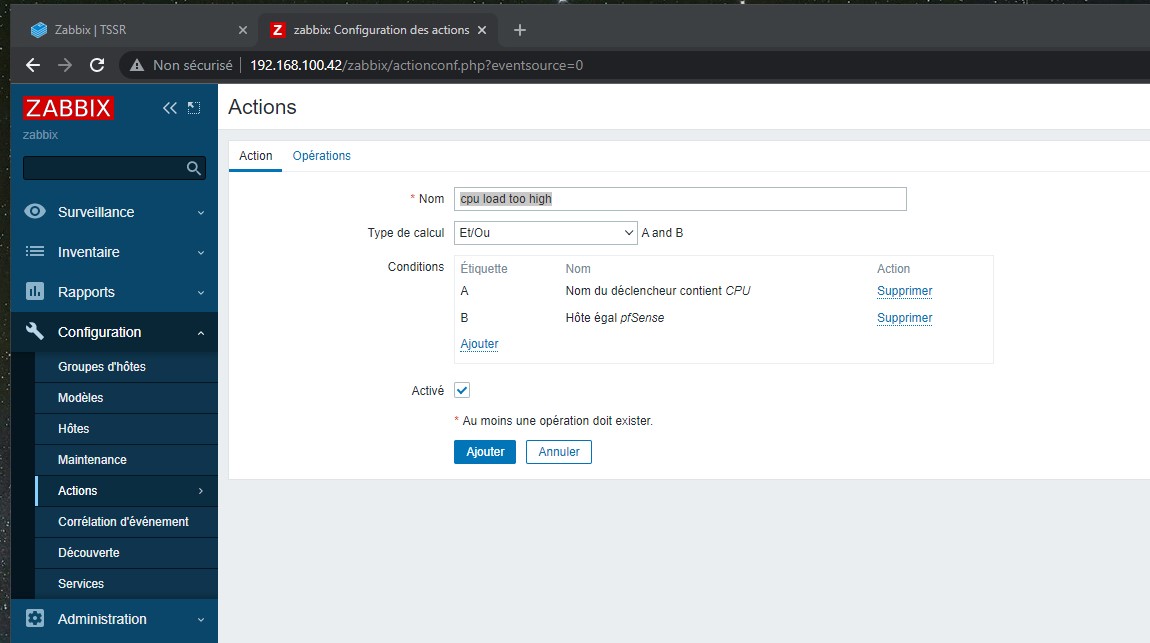 Zabbix | TSSR
Z zabbix: Configuration des actions
Non sécurisé | 192.168.100.42/zabbix/actionconf.php?eventsource=0
ZABBIX
zabbix
Surveillance
Inventaire
Rapports
Configuration
Groupes d'hôtes
Modèles
Hôtes
Maintenance
Actions
Corrélation d'événement
Découverte
Services
Administration
Actions
Action Opérations
* Nom cpu load too high
Type de calcul Et/Ou A and B
Conditions Étiquette Nom Action
A Nom du déclencheur contient CPU Supprimer
B Hôte égal pfSense Supprimer
Ajouter
Activé
* Au moins une opération doit exister.
Ajouter Annuler